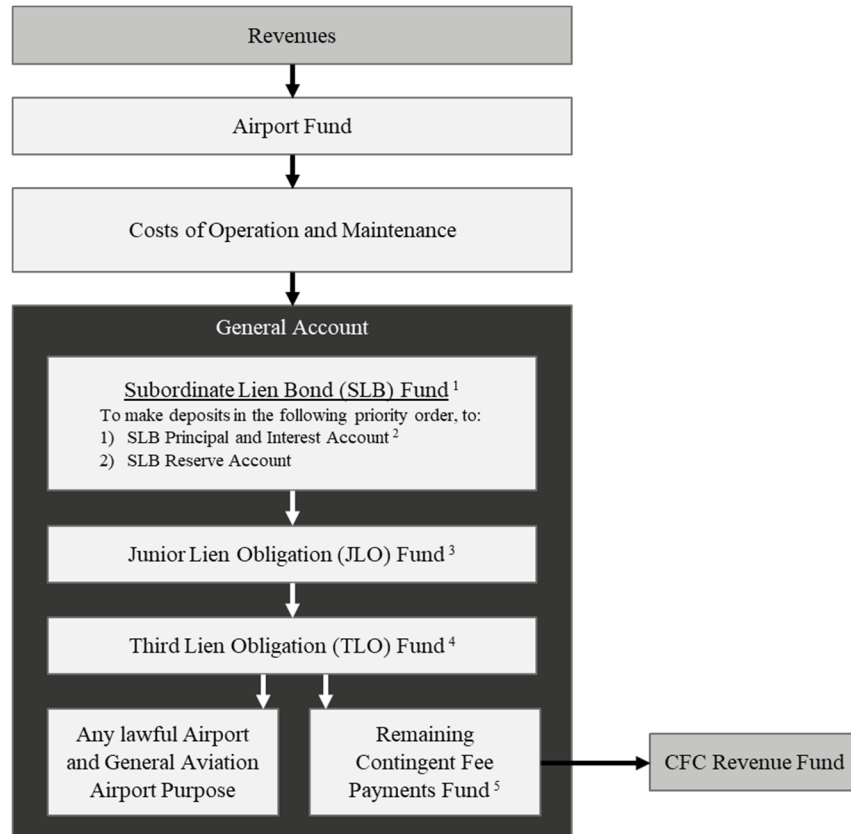 Revenues
Airport Fund
Costs of Operation and Maintenance
General Account
Subordinate Lien Bond (SLB) Fund 1
To make deposits in the following priority order, to:
1) SLB Principal and Interest Account 2
2) SLB Reserve Account
Junior Lien Obligation (JLO) Fund 3
Third Lien Obligation (TLO) Fund 4
Any lawful Airport
and General Aviation
Airport Purpose
Remaining
Contingent Fee
Payments Fund 5
CFC Revenue Fund